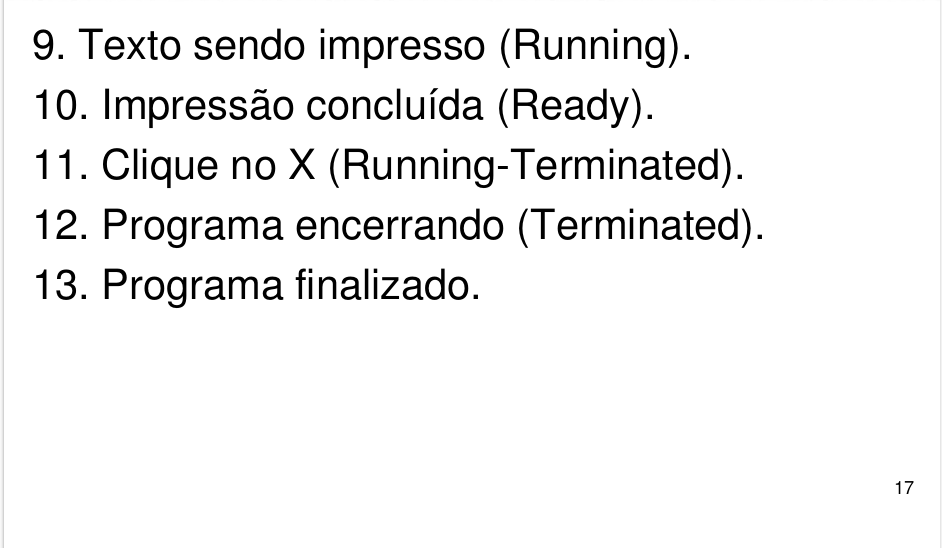 9. Texto sendo impresso (Running).
10. Impressão concluída (Ready).
11. Clique no X (Running-Terminated).
12. Programa encerrando (Terminated).
13. Programa finalizado.
17